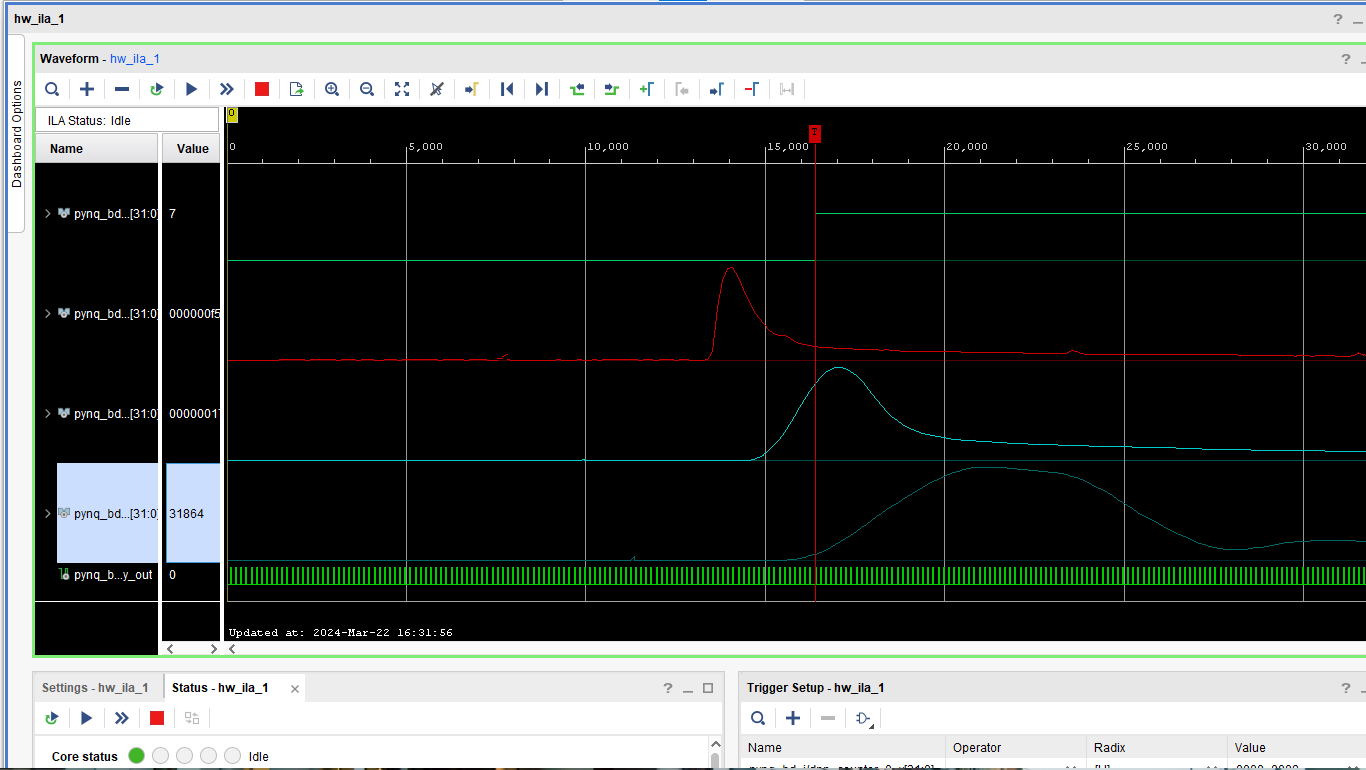 hw_ila_1
Dashboard Options
Waveform - hw_ila_1
ILA Status: Idle
Name Value
0
T
0 5,000 10,000 15,000 20,000 25,000 30,000
pynq_bd...[31:0] 7
pynq_bd...[31:0] 000000f5
pynq_bd...[31:0] 0000001
pynq_bd...[31:0] 31864
pynq_b...y_out 0
Updated at: 2024-Mar-22 16:31:56
Settings - hw_ila_1 Status - hw_ila_1
Core status Idle
Trigger Setup - hw_ila_1
Name Operator Radix Value